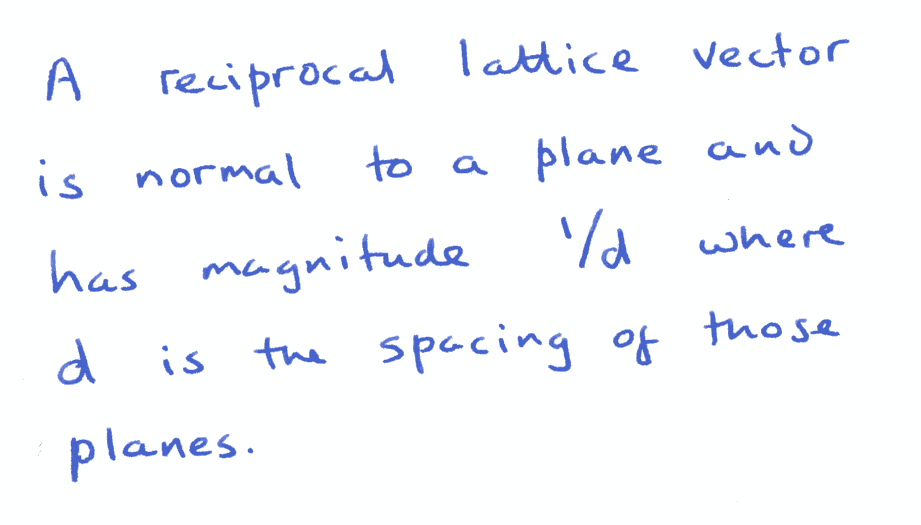 A reciprocal lattice vector
is normal to a plane and
has magnitude 1/d where
d is the spacing of those
planes.